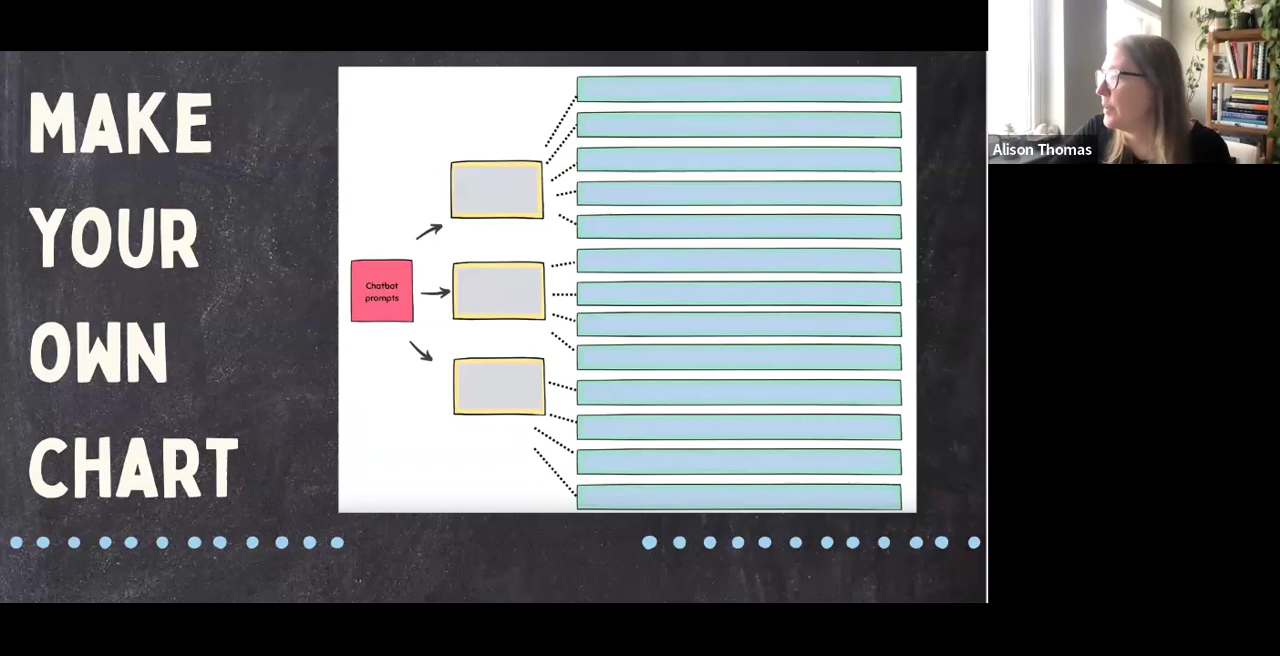 MAKE
YOUR
OWN
CHART
Chatbot
prompts
Alison Thomas